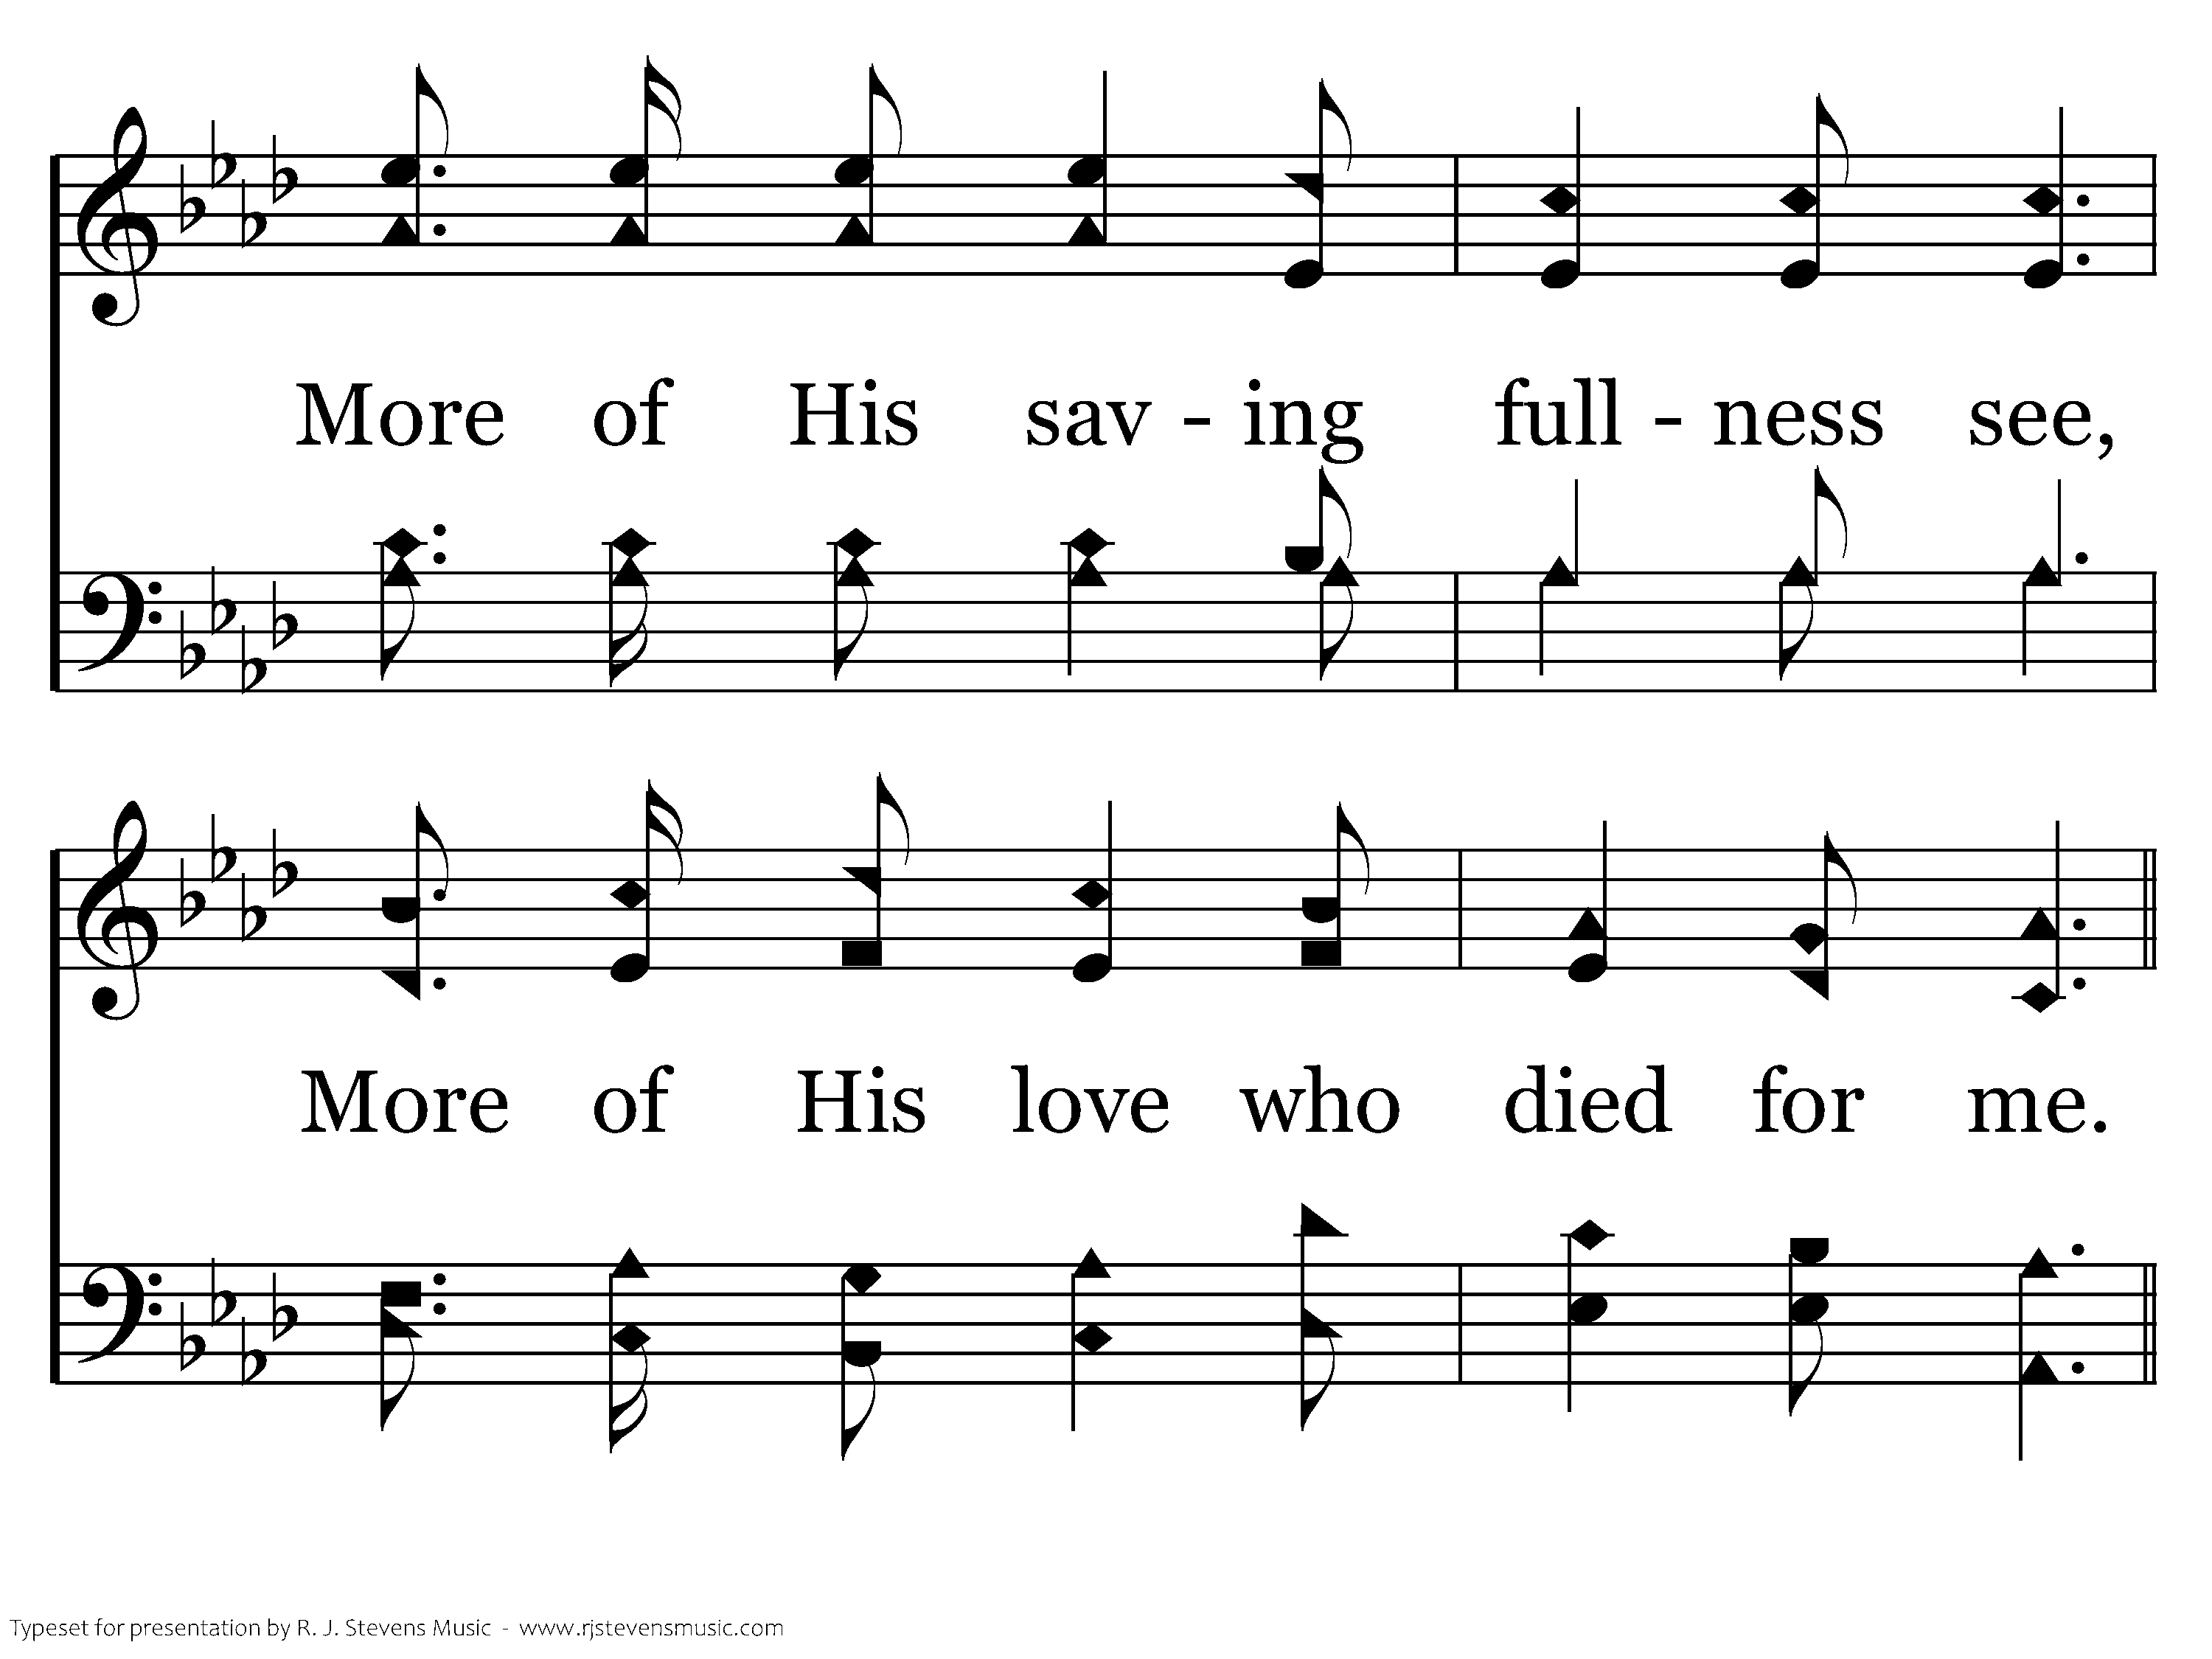 More of His sav - ing full - ness see,
More of His love who died for me.
Typeset for presentation by R. J. Stevens Music - www.rjstevensmusic.com